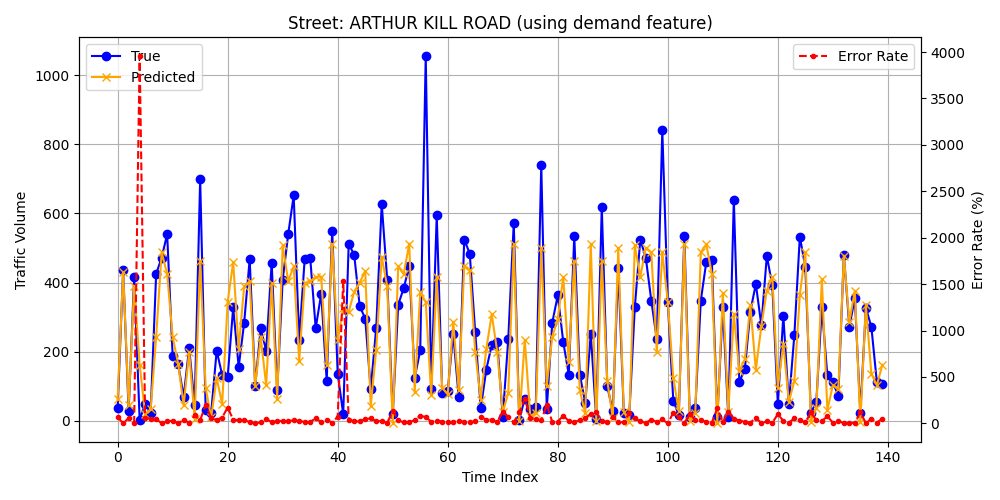 Street: ARTHUR KILL ROAD (using demand feature)
True
Predicted
Error Rate
Traffic Volume
0
200
400
600
800
1000
Error Rate (%)
0
500
1000
1500
2000
2500
3000
3500
4000
0 20 40 60 80 100 120 140
Time Index